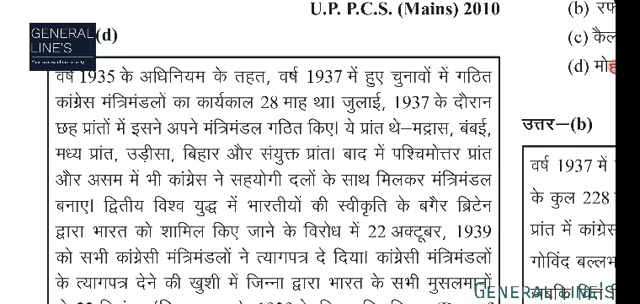 U.P. P.C.S. (Mains) 2010
GENERAL
LINE'S
(d)
वर्ष 1935 के अधिनियम के तहत, वर्ष 1937 में हुए चुनावों में गठित
कांग्रेस मंत्रिमंडलों का कार्यकाल 28 माह था। जुलाई, 1937 के दौरान
छह प्रांतों में इसने अपने मंत्रिमंडल गठित किए। ये प्रांत थे–मद्रास, बंबई,
मध्य प्रांत, उड़ीसा, बिहार और संयुक्त प्रांत। बाद में पश्चिमोत्तर प्रांत
और असम में भी कांग्रेस ने सहयोगी दलों के साथ मिलकर मंत्रिमंडल
बनाए। द्वितीय विश्व युद्ध में भारतीयों की स्वीकृति के बगैर ब्रिटेन
द्वारा भारत को शामिल किए जाने के विरोध में 22 अक्टूबर, 1939
को सभी कांग्रेसी मंत्रिमंडलों ने त्यागपत्र दे दिया। कांग्रेसी मंत्रिमंडलों
के त्यागपत्र देने की खुशी में जिन्ना द्वारा भारत के सभी मुसलमानों
(b)
(c)
(d)
उत्तर–(b)
वर्ष 1937 में
के कुल 228
प्रांत में कांग्रेस
गोविंद
GENERAL LINE'S